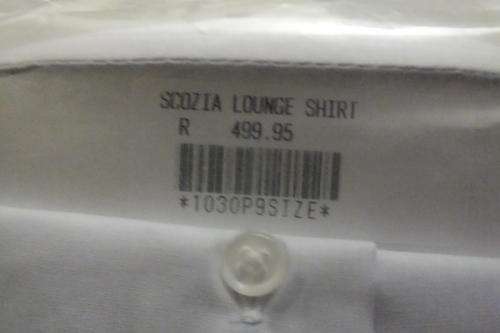 SCOZIA LOUNGE SHIRT
R 499.95
*1030P9SIZE*